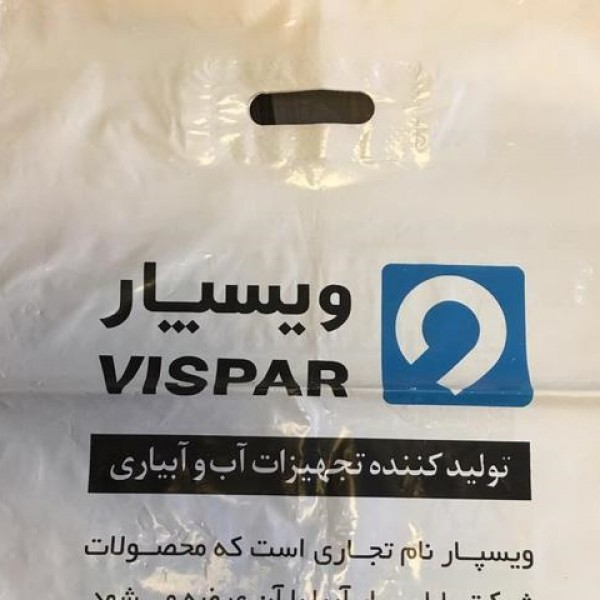 ویسپار
VISPAR
تولید کننده تجهیزات آب و آبیاری
ویسپار نام تجاری است که محصولات